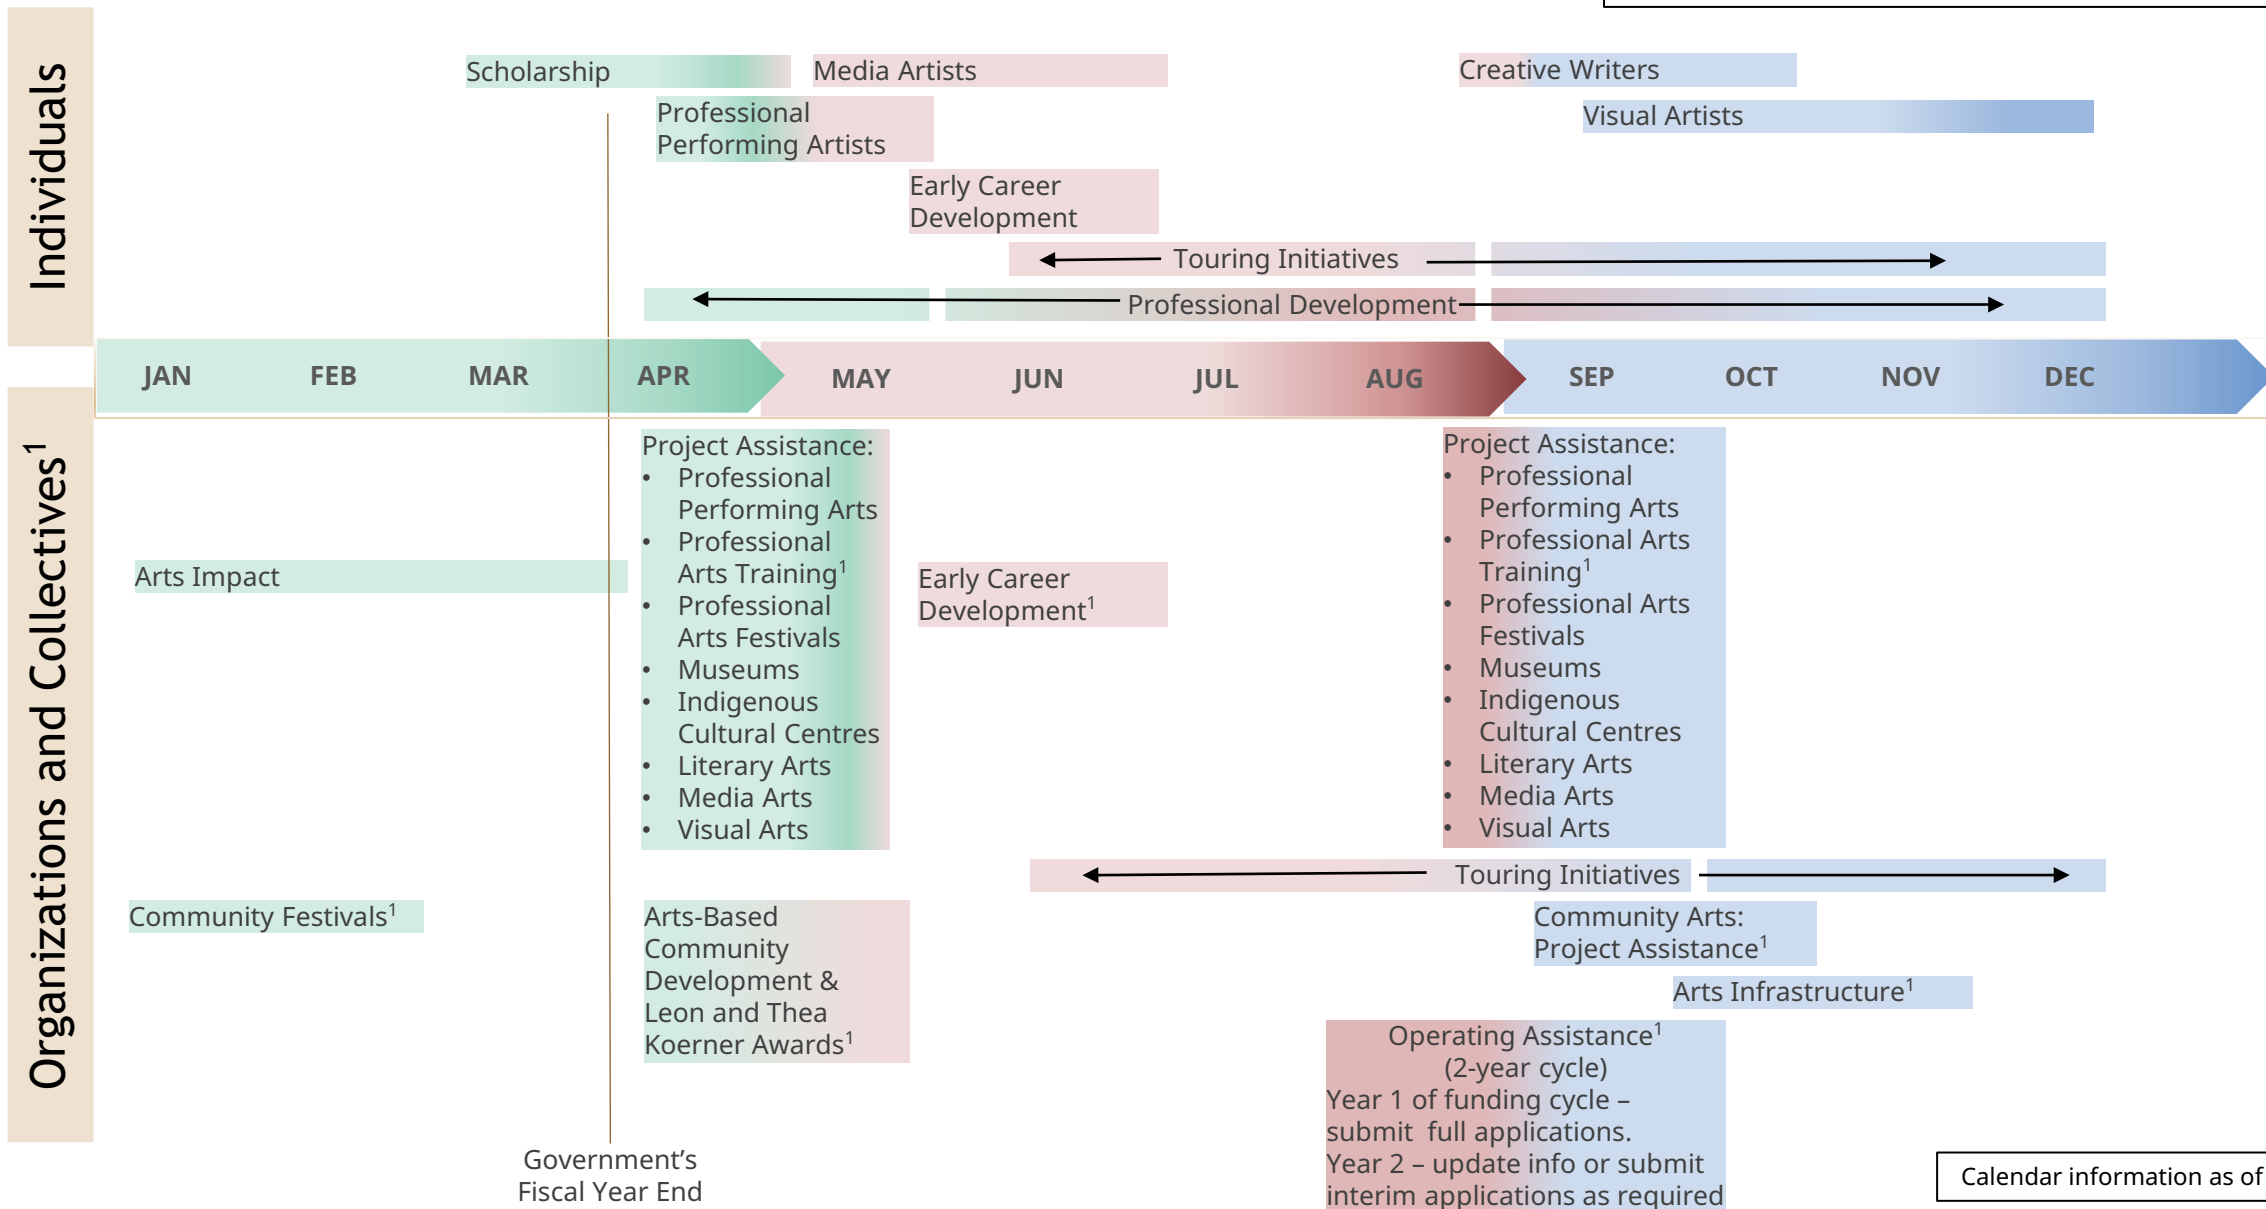 Individuals
Scholarship
Media Artists
Creative Writers
Professional
Performing Artists
Visual Artists
Early Career
Development
Touring Initiatives
Professional Development
JAN FEB MAR APR MAY JUN JUL AUG SEP OCT NOV DEC
Organizations and Collectives¹
Arts Impact
Community Festivals¹
Project Assistance:
• Professional
Performing Arts
• Professional
Arts Training¹
• Professional
Arts Festivals
• Museums
• Indigenous
Cultural Centres
• Literary Arts
• Media Arts
• Visual Arts
Arts-Based
Community
Development &
Leon and Thea
Koerner Awards¹
Early Career
Development¹
Project Assistance:
• Professional
Performing Arts
• Professional Arts
Training¹
• Professional Arts
Festivals
• Museums
• Indigenous
Cultural Centres
• Literary Arts
• Media Arts
• Visual Arts
Touring Initiatives
Community Arts:
Project Assistance¹
Arts Infrastructure¹
Operating Assistance¹
(2-year cycle)
Year 1 of funding cycle –
submit full applications.
Year 2 – update info or submit
interim applications as required
Government’s
Fiscal Year End
Calendar information as of